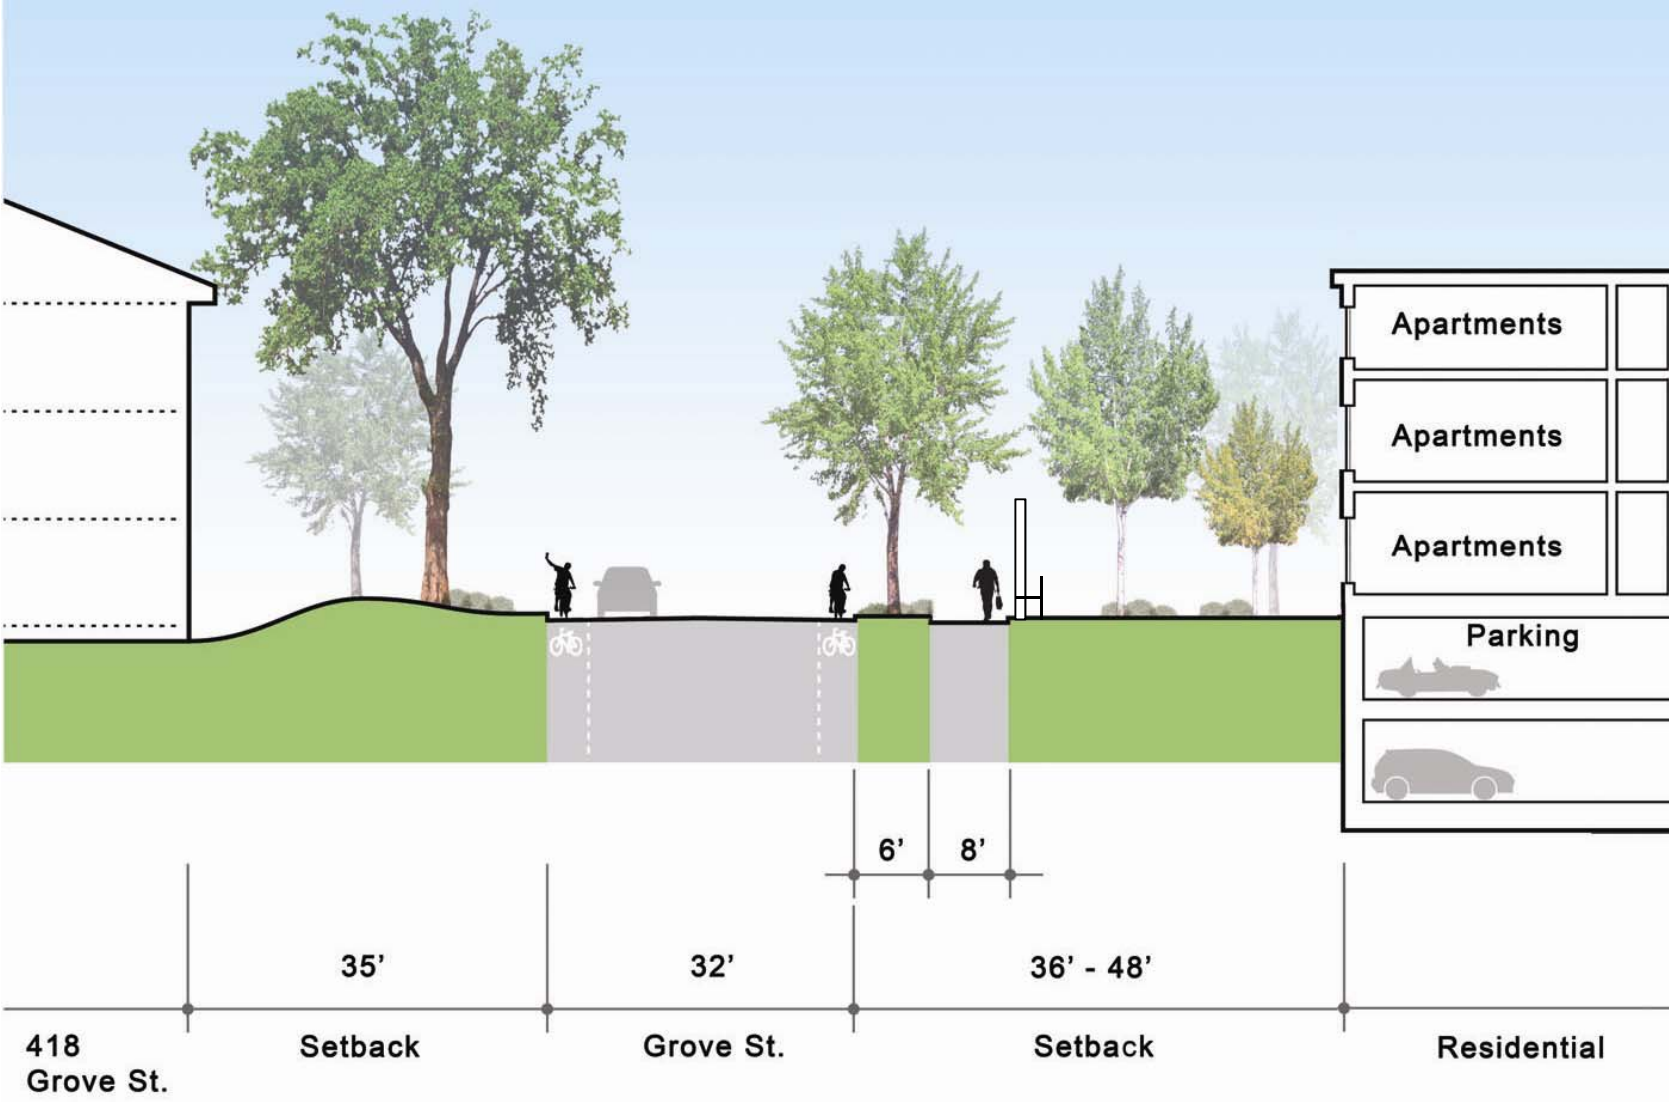 Apartments
Apartments
Apartments
Parking
6’ 8’
35’ 32’ 36’ - 48’
418
Grove St.
Setback
Grove St.
Setback
Residential